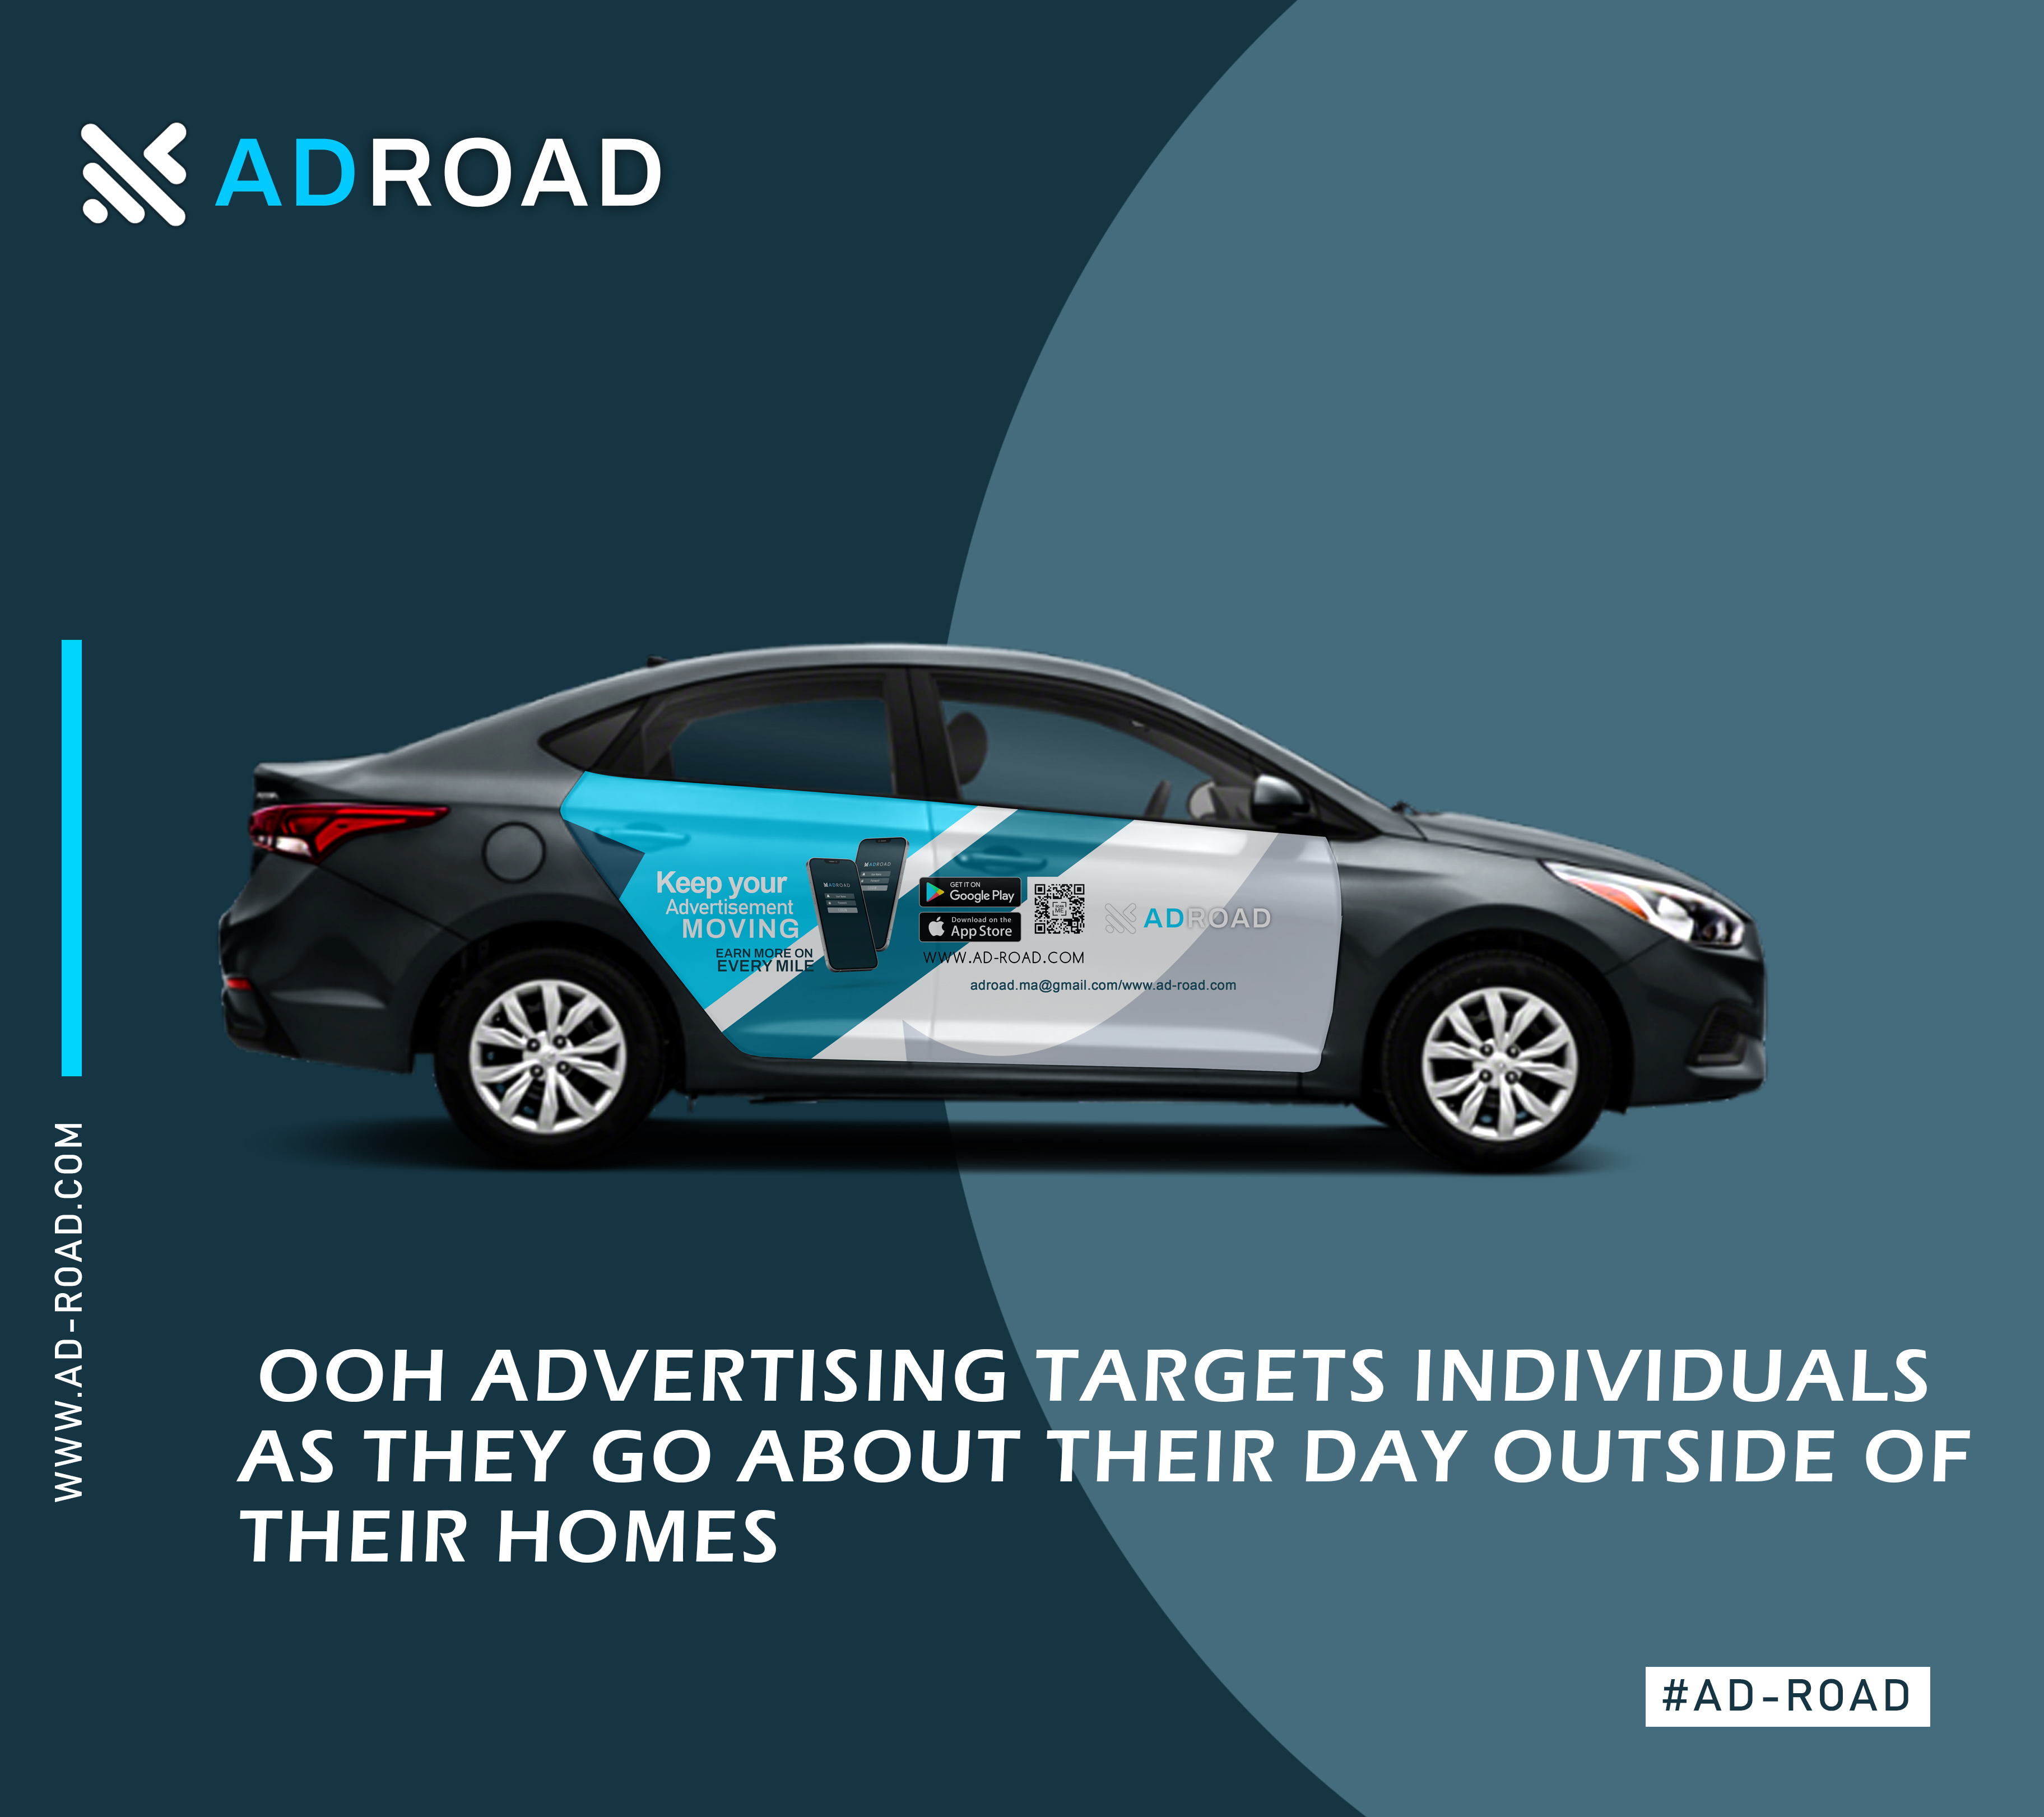 ADROAD
Keep your
Advertisement
MOVING
EARN MORE ON
EVERY MILE
ADROAD
ADROAD
GET IT ON
Google Play
Download on the
App Store
ADROAD
WWW.AD-ROAD.COM
adroad.ma@gmail.com/www.ad-road.com
WWW.AD-ROAD.COM
OOH ADVERTISING TARGETS INDIVIDUALS
AS THEY GO ABOUT THEIR DAY OUTSIDE OF
THEIR HOMES
#AD-ROAD